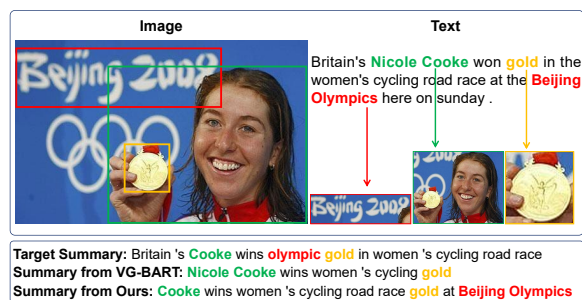 Image
Text
Beijing 2008
Britain's Nicole Cooke won gold in the
women's cycling road race at the Beijing
Olympics here on sunday .
Beijing 2008
Target Summary: Britain 's Cooke wins olympic gold in women 's cycling road race
Summary from VG-BART: Nicole Cooke wins women 's cycling gold
Summary from Ours: Cooke wins women 's cycling road race gold at Beijing Olympics